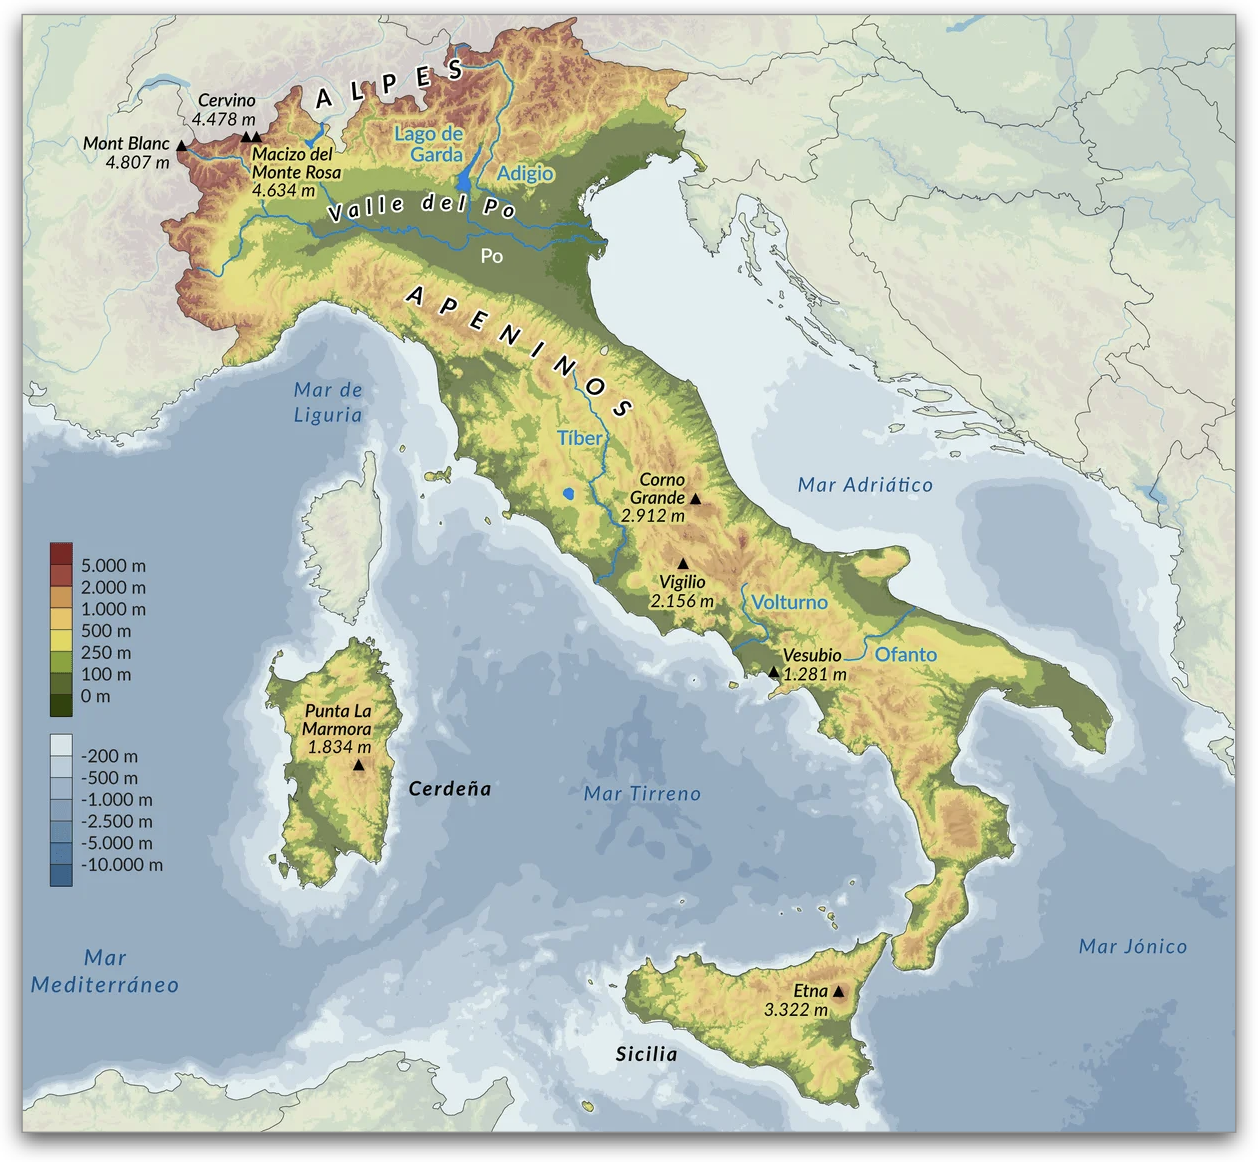 ALPES
Cervino
4.478 m
Mont Blanc
4.807 m
Macizo del
Monte Rosa
4.634 m
Lago de
Garda
Adigio
Valle del Po
Po
APENINOS
Mar de
Liguria
Tíber
Corno
Grande
2.912 m
Mar Adriático
Vigilio
2.156 m
Volturno
Ofanto
Vesubio
1.281 m
5.000 m
2.000 m
1.000 m
500 m
250 m
100 m
0 m
-200 m
-500 m
-1.000 m
-2.500 m
-5.000 m
-10.000 m
Punta La
Marmora
1.834 m
Cerdeña
Mar Tirreno
Mar
Mediterráneo
Mar Jónico
Etna
3.322 m
Sicilia